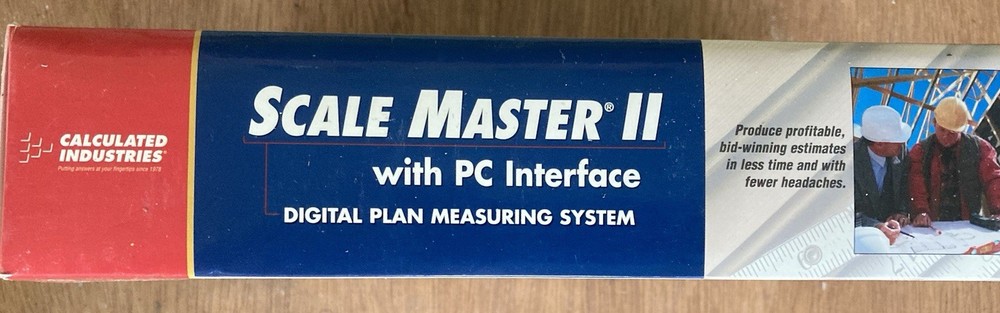 CALCULATED
INDUSTRIES®
Putting answers at your fingertips since 1978
SCALE MASTER® II
with PC Interface
DIGITAL PLAN MEASURING SYSTEM
Produce profitable,
bid-winning estimates
in less time and with
fewer headaches.